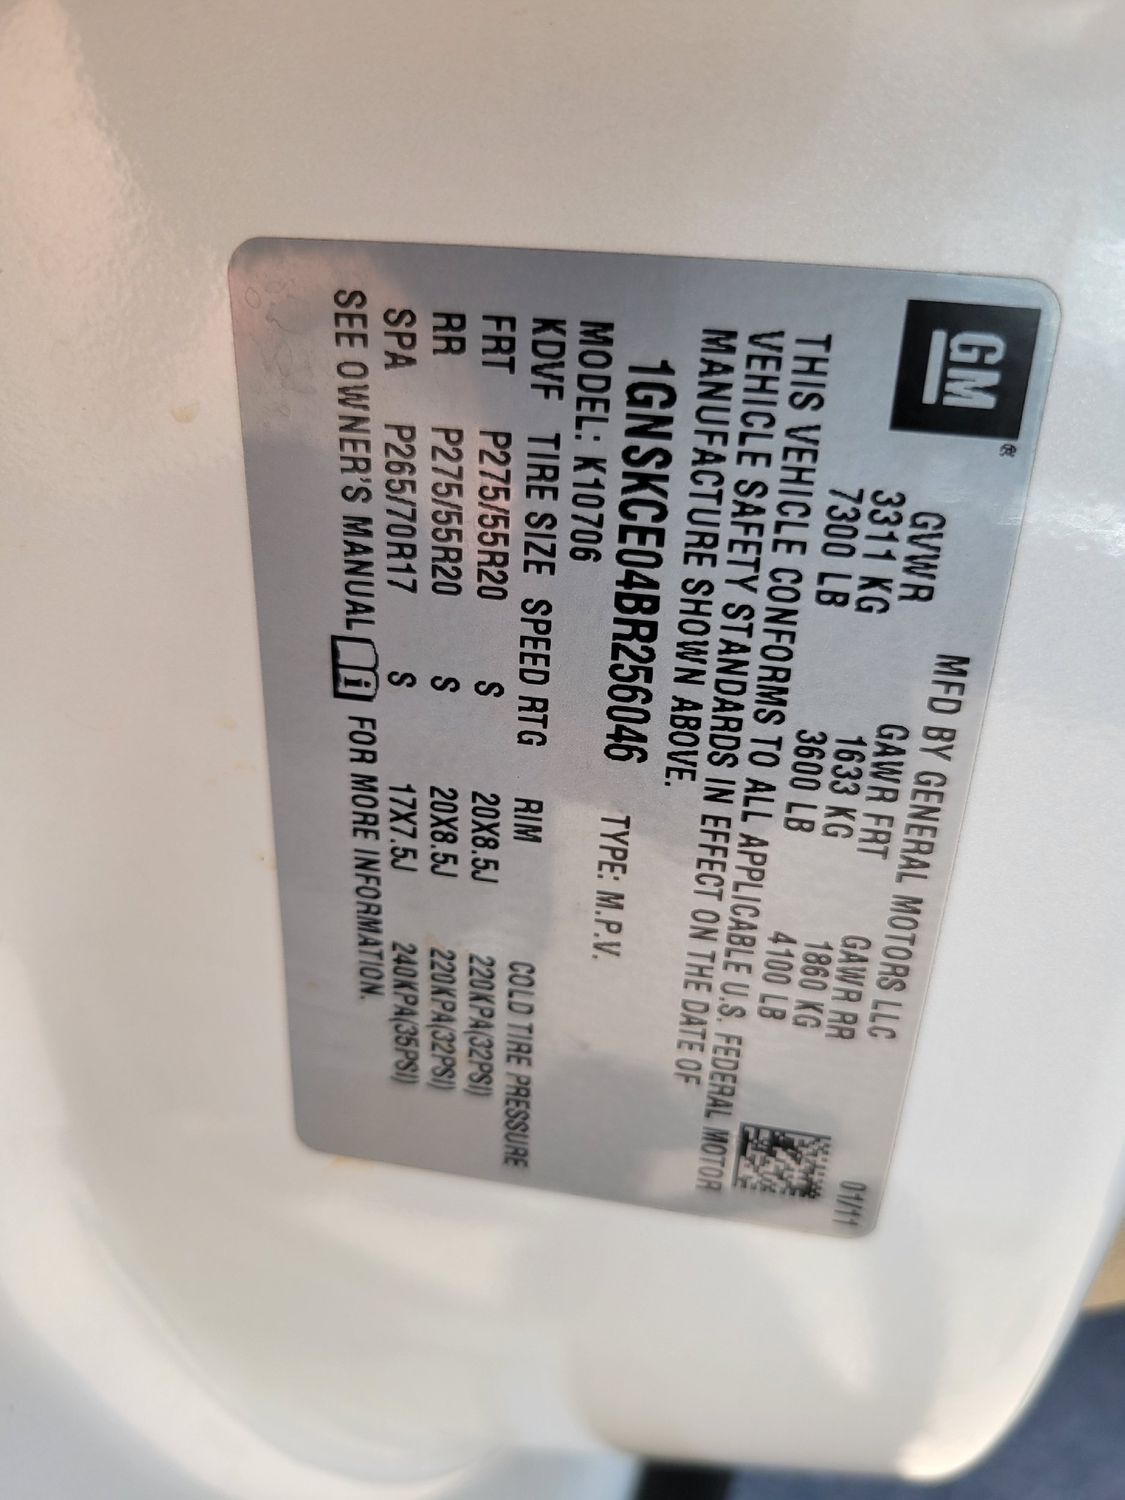 GM®
MFD BY GENERAL MOTORS LLC 01/11
GVWR GAWR FRT GAWR RR
3311 KG 1633 KG 1860 KG
7300 LB 3600 LB 4100 LB
THIS VEHICLE CONFORMS TO ALL APPLICABLE U.S. FEDERAL MOTOR
VEHICLE SAFETY STANDARDS IN EFFECT ON THE DATE OF
MANUFACTURE SHOWN ABOVE.
1GNSKCE04BR256046 TYPE: M.P.V.
MODEL: K10706
KDVF TIRE SIZE SPEED RTG RIM COLD TIRE PRESSURE
FRT P275/55R20 S 20X8.5J 220KPA(32PSI)
RR P275/55R20 S 20X8.5J 220KPA(32PSI)
SPA P265/70R17 S 17X7.5J 240KPA(35PSI)
SEE OWNER'S MANUAL i FOR MORE INFORMATION.